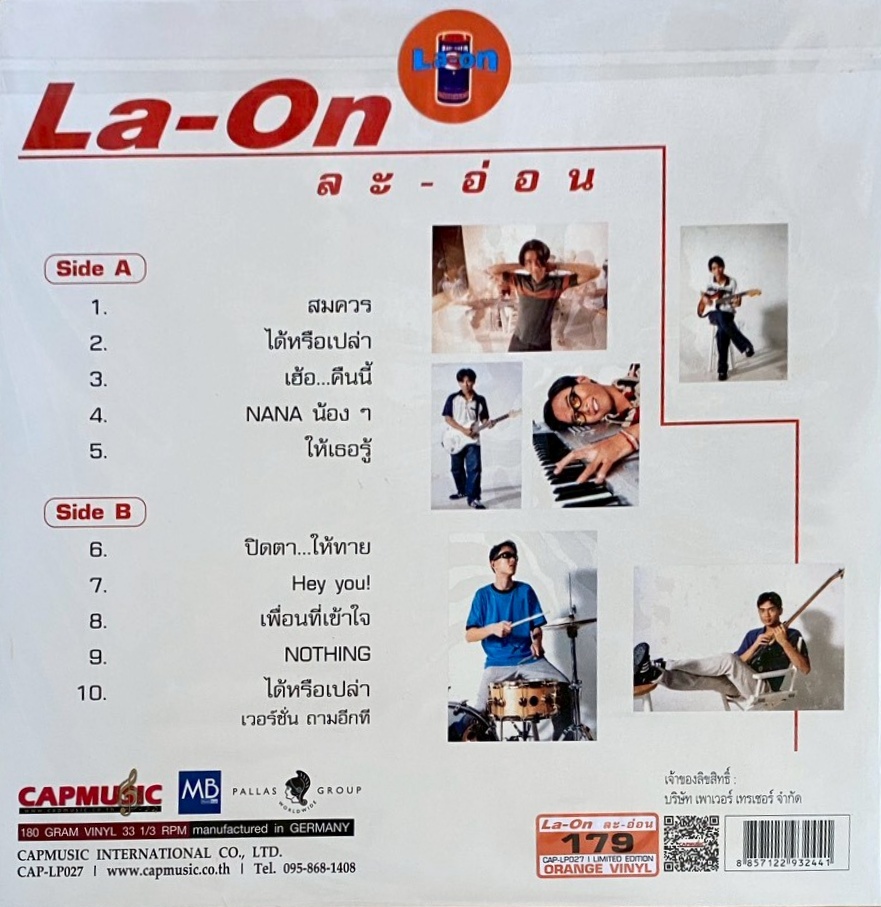 La-on
La-On
ละ-อ่อน
Side A
1. สมควร
2. ได้หรือเปล่า
3. เฮ้อ...คืนนี้
4. NANA น้อง ๆ
5. ให้เธอรู้
Side B
6. ปิดตา...ให้ทาย
7. Hey you!
8. เพื่อนที่เข้าใจ
9. NOTHING
10. ได้หรือเปล่า
เวอร์ชั่น ถามอีกที
CAPMUSIC
MB
PALLAS GROUP
WORLDWIDE
180 GRAM VINYL 33 1/3 RPM manufactured in GERMANY
CAPMUSIC INTERNATIONAL CO., LTD.
CAP-LP027 | www.capmusic.co.th | Tel. 095-868-1408
เจ้าของลิขสิทธิ์ :
บริษัท เพาเวอร์ เทรเชอร์ จำกัด
La-On ละ-อ่อน
179
CAP-LP027 | LIMITED EDITION
ORANGE VINYL
8 857122 932441